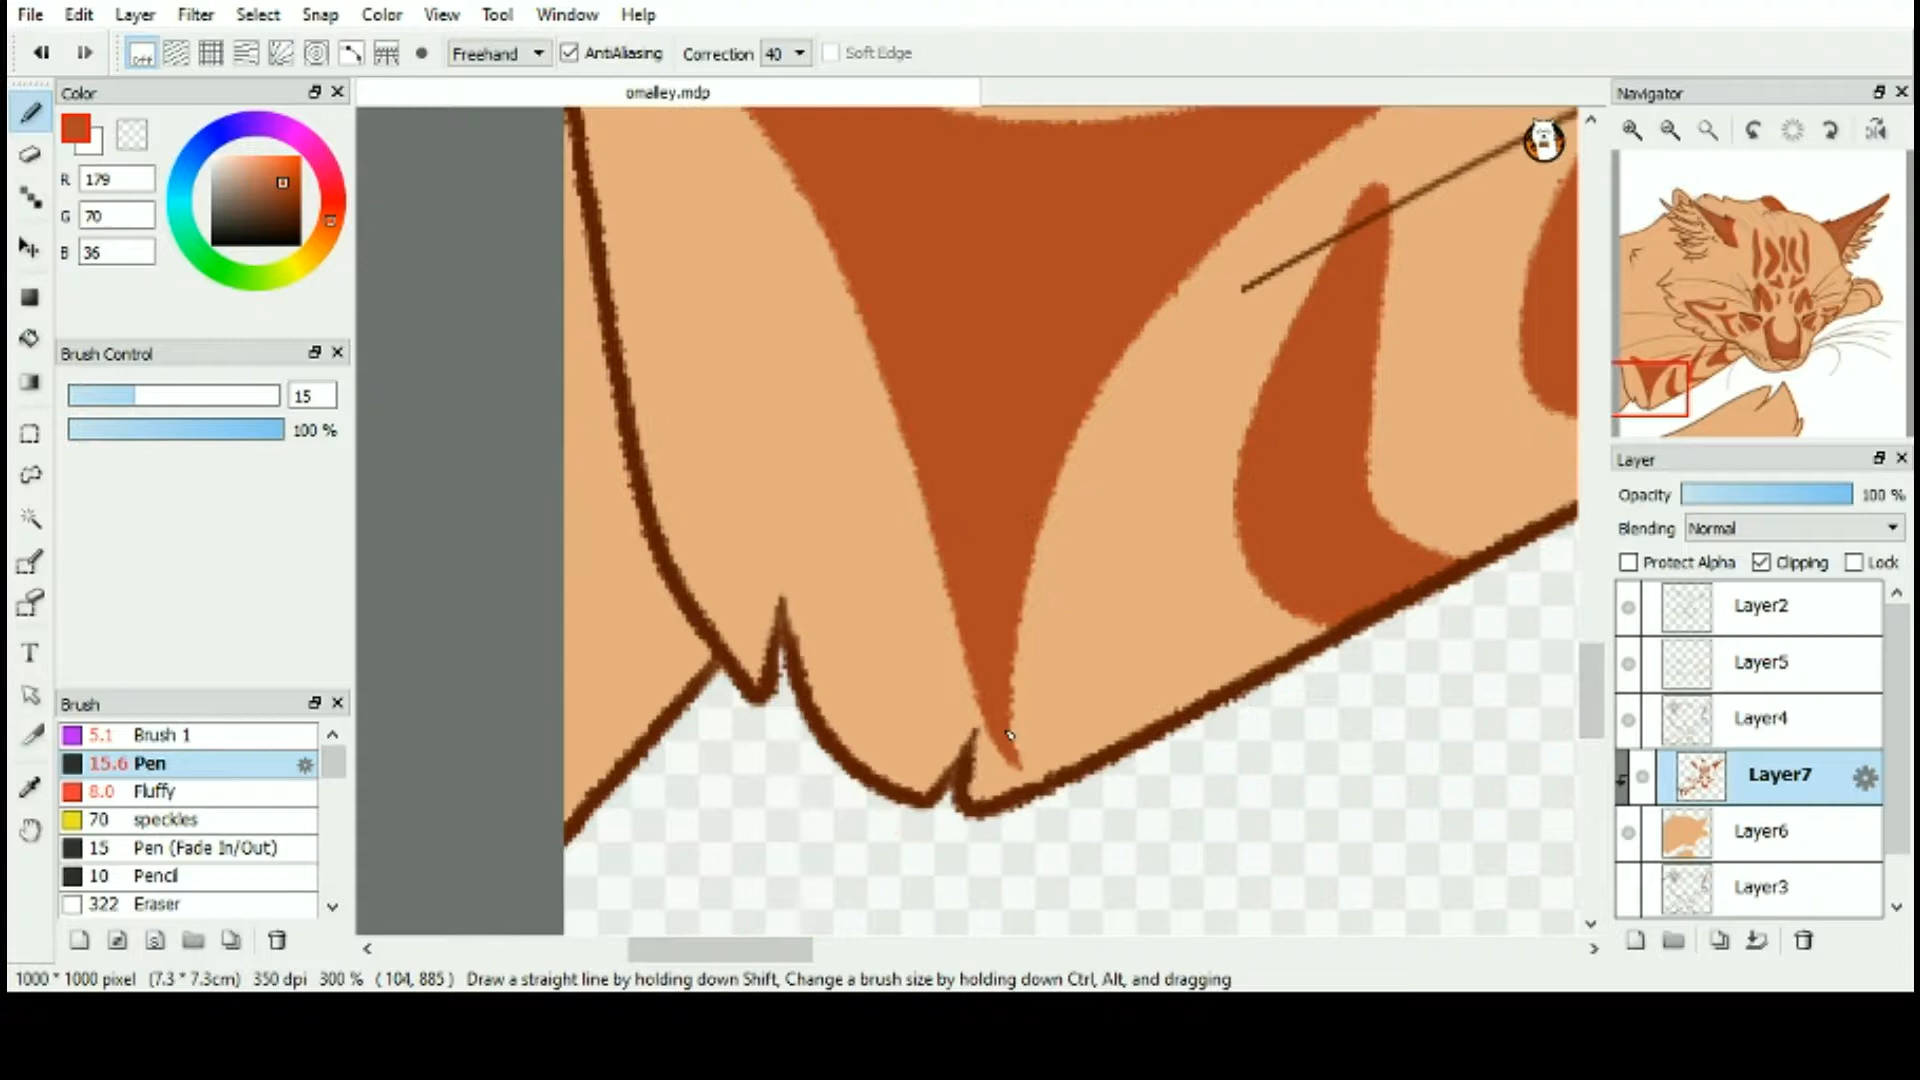 File Edit Layer Filter Select Snap Color View Tool Window Help
off Freehand AntiAliasing Correction 40 Soft Edge
Color
omalley.mdp
Navigator
R 179
G 70
B 36
Brush Control
15
100 %
Layer
Opacity 100 %
Blending Normal
Protect Alpha Clipping Lock
Layer2
Layer5
Layer4
Layer7
Layer6
Layer3
Brush
5.1 Brush 1
15.6 Pen
8.0 Fluffy
70 speckles
15 Pen (Fade In/Out)
10 Pencil
322 Eraser
1000 * 1000 pixel (7.3 * 7.3cm) 350 dpi 300 % ( 104, 885 ) Draw a straight line by holding down Shift, Change a brush size by holding down Ctrl, Alt, and dragging